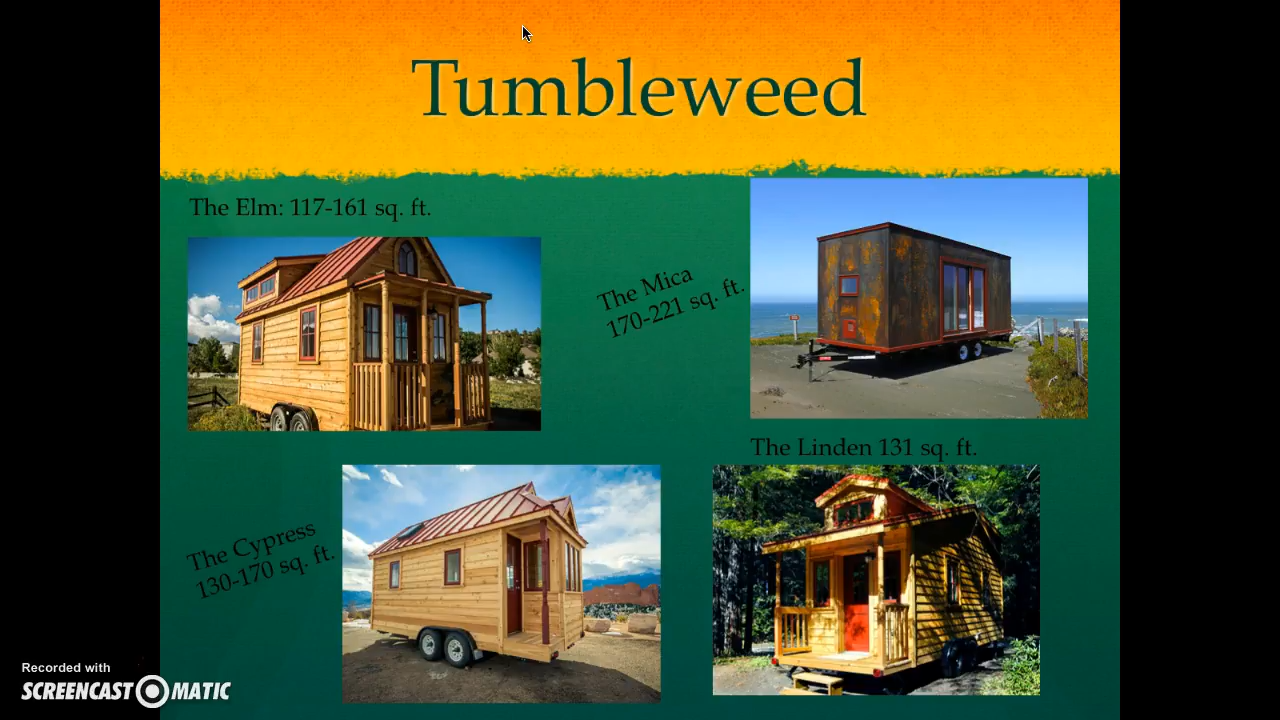 Tumbleweed
The Elm: 117-161 sq. ft.
The Mica
170-221 sq. ft.
The Linden 131 sq. ft.
The Cypress
130-170 sq. ft.
Recorded with
SCREENCAST MATIC